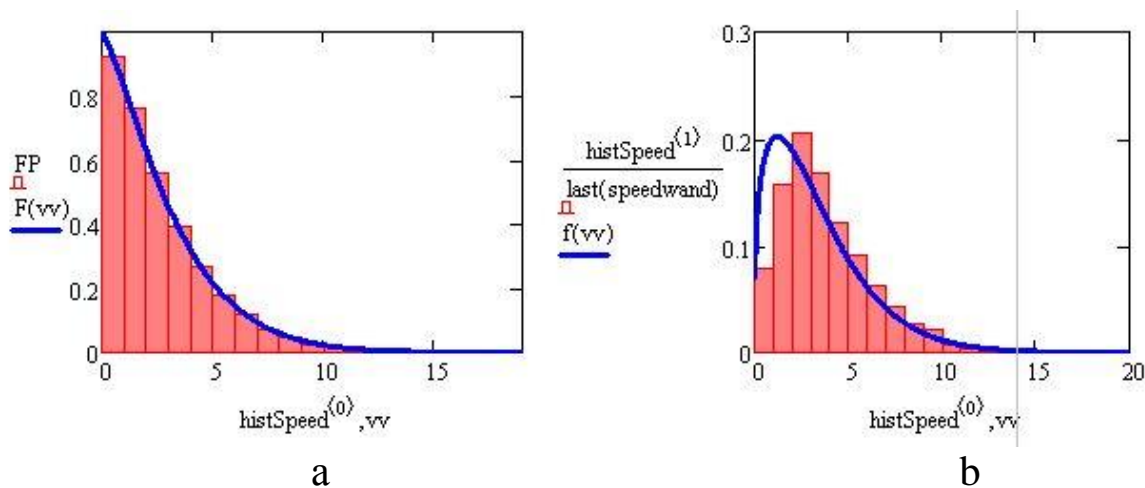 0.8
0.6
0.4
0.2
0
FP
F(vv)
0 5 10 15
histSpeed⟨0⟩ ,vv
a
0.3
0.2
0.1
0
histSpeed⟨1⟩
last(speedwand)
f(vv)
0 5 10 15 20
histSpeed⟨0⟩ ,vv
b